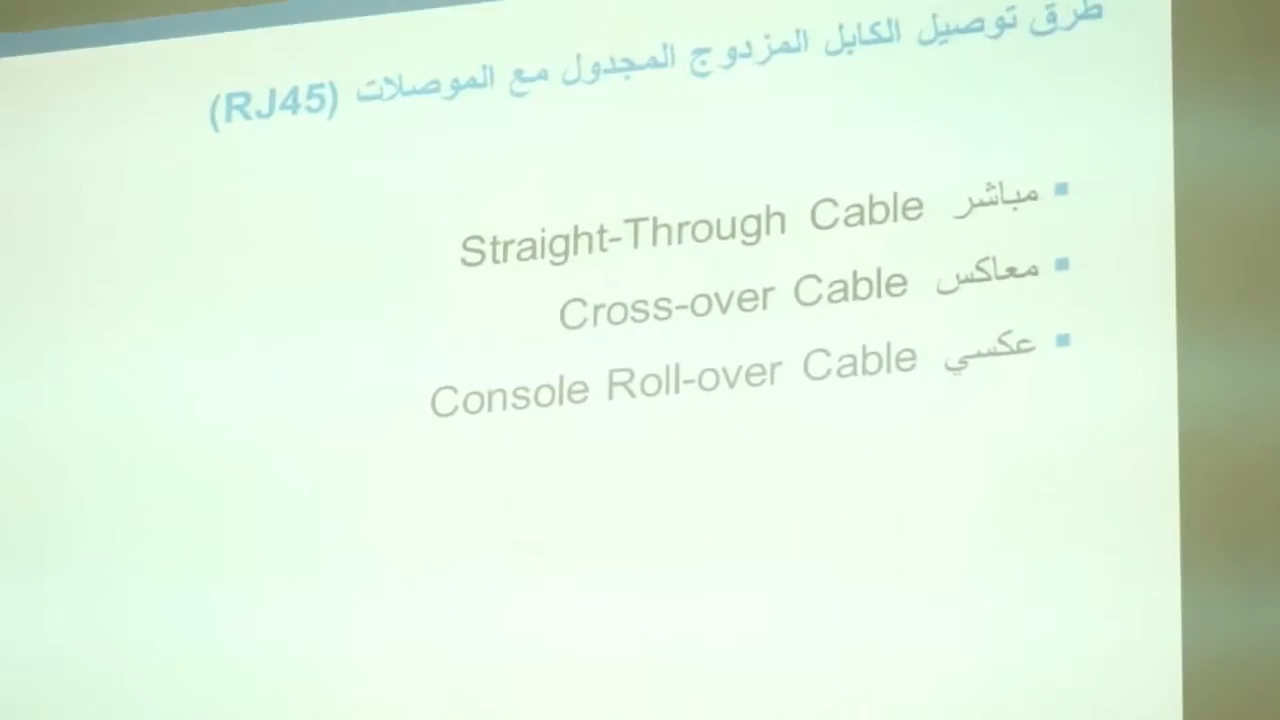 طرق توصيل الكابل المزدوج المجدول مع الموصلات (RJ45)
▪ مباشر Straight-Through Cable
▪ معاكس Cross-over Cable
▪ عكسي Console Roll-over Cable